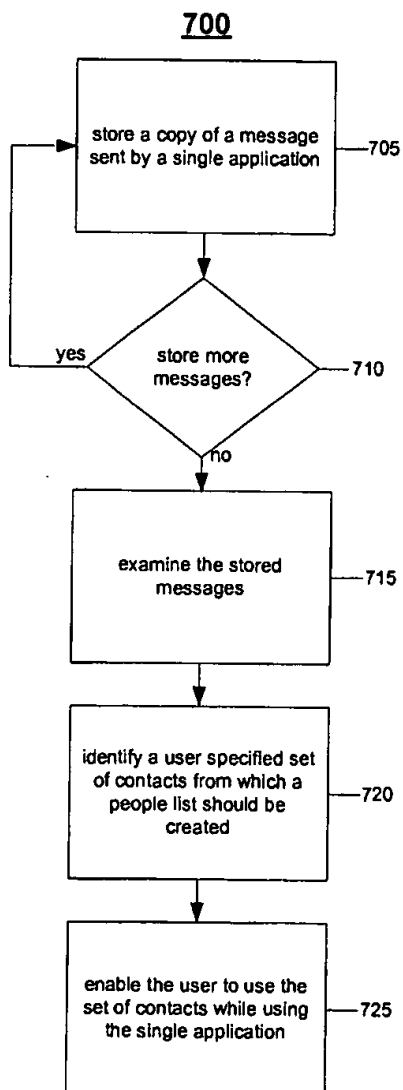 700
store a copy of a message
sent by a single application
705
store more
messages?
710
yes
no
examine the stored
messages
715
identify a user specified set
of contacts from which a
people list should be
created
720
enable the user to use the
set of contacts while using
the single application
725